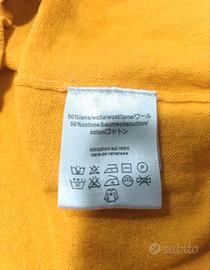 50%lana/wolle/wool/laine/ウール
50%cotone/baumwolle/cotton/
coton/コットン
istruzioni sul retro
care on reverse
subito